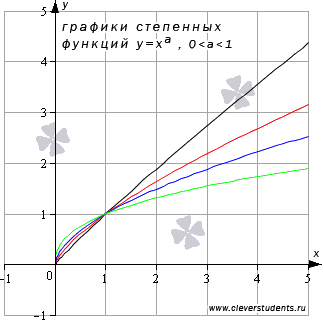 y
5
графики степенных
функций y=xᵃ , 0<a<1
4
3
2
1
x
-1
0
1
2
3
4
5
-1
www.cleverstudents.ru